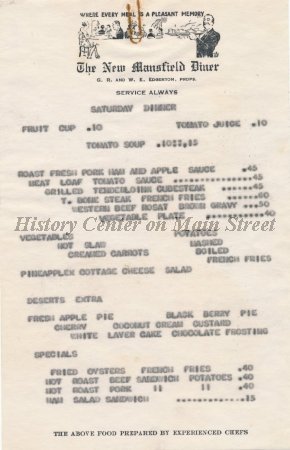 WHERE EVERY MEAL IS A PLEASANT MEMORY
The New Mansfield Diner
G. R. AND W. E. EDGERTON, PROPS.
SERVICE ALWAYS
SATURDAY DINNER
FRUIT CUP .10 TOMATO JUICE .10
TOMATO SOUP .10
ROAST FRESH PORK HAM AND APPLE SAUCE .45
MEAT LOAF TOMATO SAUCE .45
GRILLED TENDERLOIN CUBESTEAK .45
T. BONE STEAK FRENCH FRIES .60
WESTERN BEEF ROSAT BROWN GRAVY .50
VEGETABLE PLATE .40
History Center on Main Street
VEGETABLES POTATOES
HOT SLAW MASHED
CREAMED CARROTS BOILED
FRENCH FRIES
PINEAPPLEN COTTAGE CHEESE SALAD
DESERTS EXTRA
FRESH APPLE PIE BLACK BERRY PIE
CHERRY COCONUT CREAM CUSTARD
WHITE LAYER CAKE CHOCOLATE FROSTING
SPECIALS
FRIED OYSTERS FRENCH FRIES .40
HOT ROAST BEEF SANDWICH POTATOES .40
HOT ROAST PORK " " .40
HAM SALAD SANDWICH .15
THE ABOVE FOOD PREPARED BY EXPERIENCED CHEFS